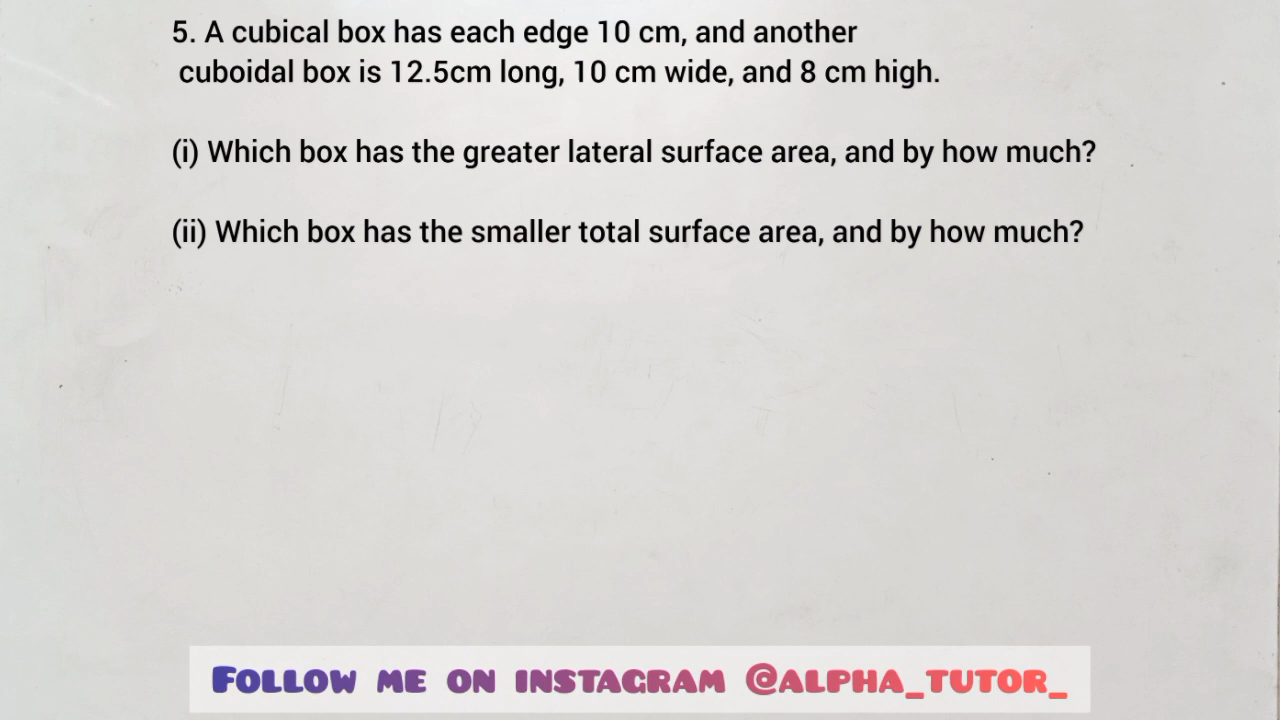 5. A cubical box has each edge 10 cm, and another
cuboidal box is 12.5cm long, 10 cm wide, and 8 cm high.
(i) Which box has the greater lateral surface area, and by how much?
(ii) Which box has the smaller total surface area, and by how much?
FOLLOW ME ON INSTAGRAM @ALPHA_TUTOR_